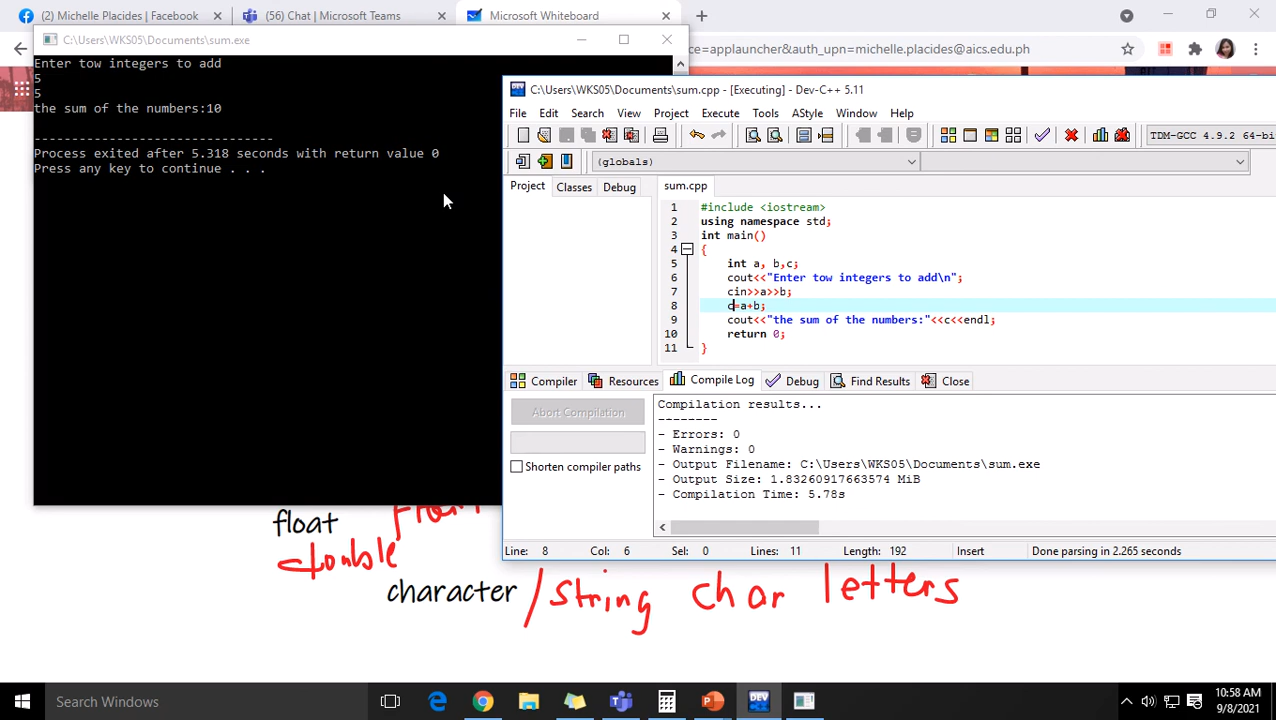 (2) Michelle Placides | Facebook
(56) Chat | Microsoft Teams
Microsoft Whiteboard
C:\Users\WKS05\Documents\sum.exe
=applauncher&auth_upn=michelle.placides@aics.edu.ph
Enter tow integers to add
5
5
the sum of the numbers:10
--------------------------------
Process exited after 5.318 seconds with return value 0
Press any key to continue . . .
C:\Users\WKS05\Documents\sum.cpp - [Executing] - Dev-C++ 5.11
File Edit Search View Project Execute Tools AStyle Window Help
TDM-GCC 4.9.2 64-bi
(globals)
Project Classes Debug
sum.cpp
1 #include <iostream>
2 using namespace std;
3 int main()
4 {
5 int a, b,c;
6 cout<<"Enter tow integers to add\n";
7 cin>>a>>b;
8 c=a+b;
9 cout<<"the sum of the numbers:"<<c<<endl;
10 return 0;
11 }
Compiler Resources Compile Log Debug Find Results Close
Abort Compilation
Shorten compiler paths
Compilation results...
--------
- Errors: 0
- Warnings: 0
- Output Filename: C:\Users\WKS05\Documents\sum.exe
- Output Size: 1.83260917663574 MiB
- Compilation Time: 5.78s
Line: 8 Col: 6 Sel: 0 Lines: 11 Length: 192 Insert Done parsing in 2.265 seconds
float
double
character /string char letters
Search Windows
10:58 AM
9/8/2021